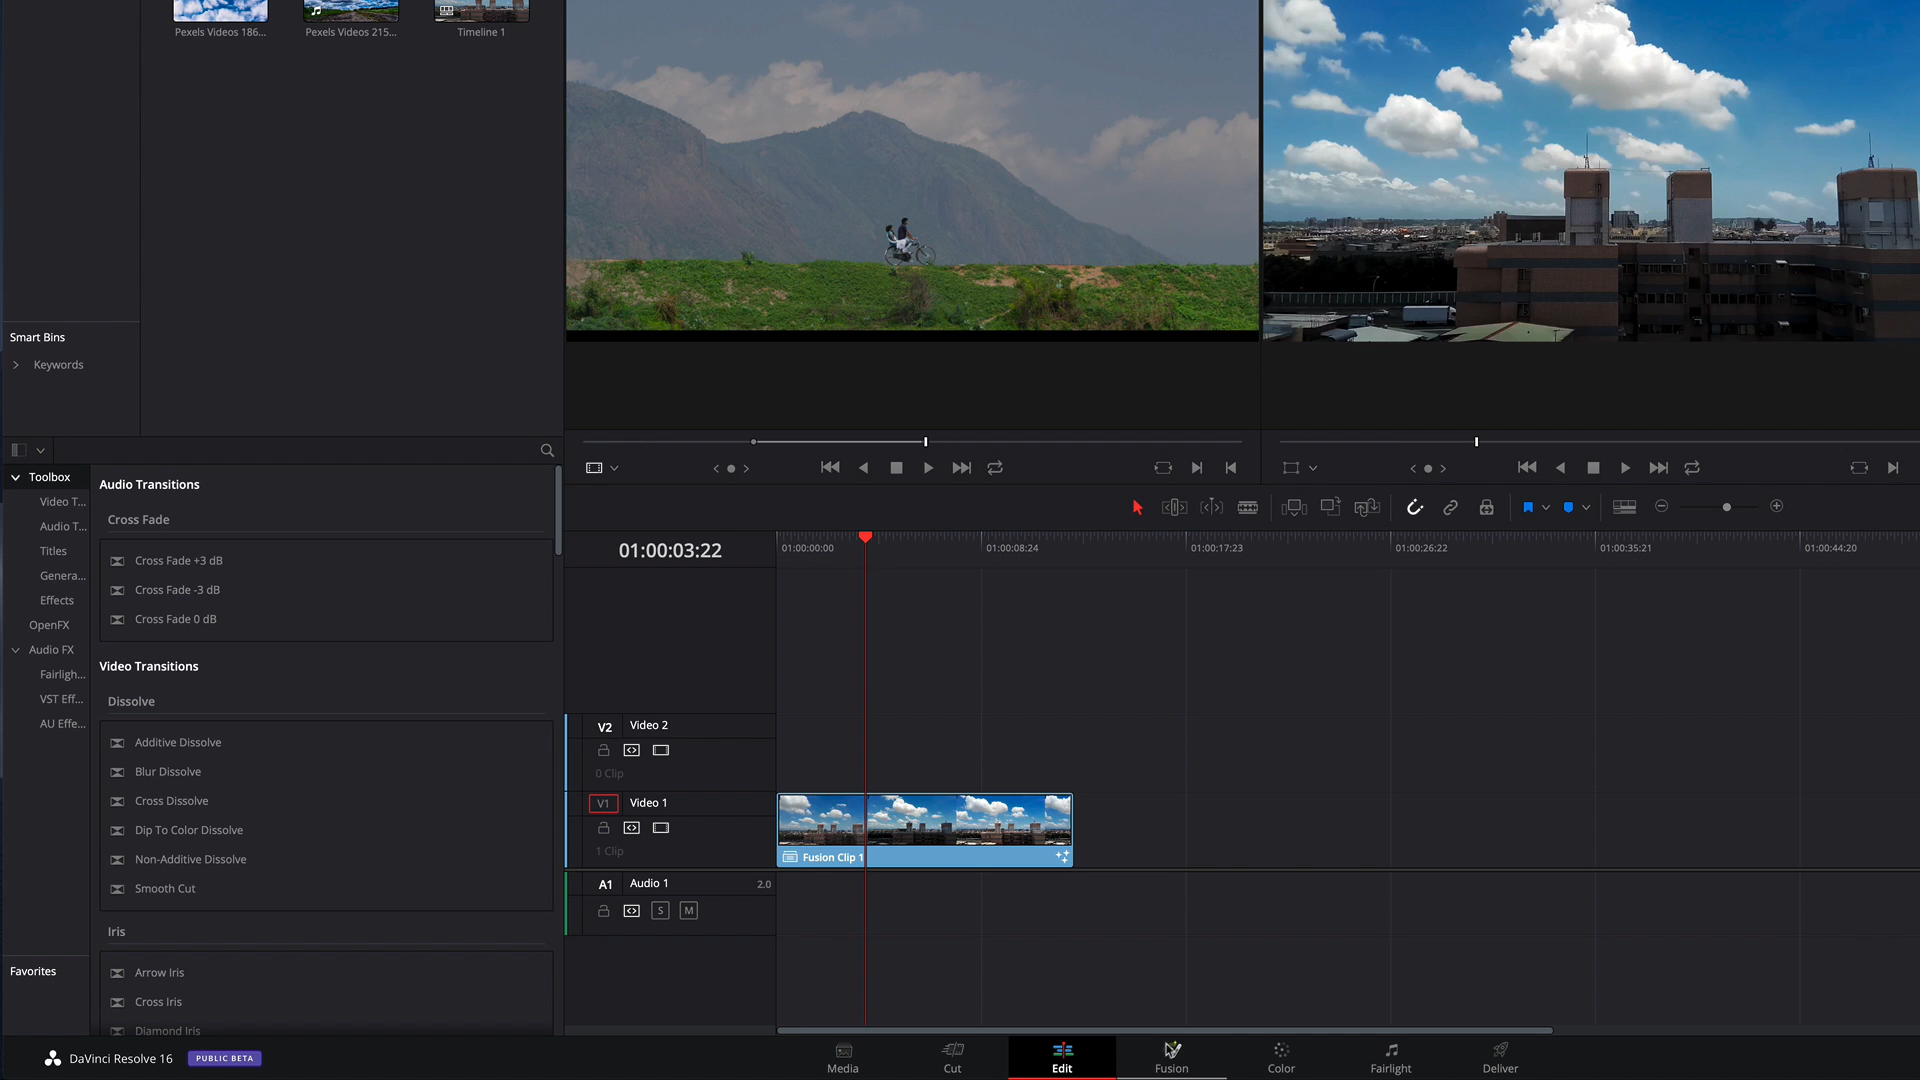 Pexels Videos 186...
Pexels Videos 215...
Timeline 1
Smart Bins
Keywords
Toolbox
Video T...
Audio T...
Titles
Genera...
Effects
OpenFX
Audio FX
Fairligh...
VST Eff...
AU Effe...
Favorites
Audio Transitions
Cross Fade
Cross Fade +3 dB
Cross Fade -3 dB
Cross Fade 0 dB
Video Transitions
Dissolve
Additive Dissolve
Blur Dissolve
Cross Dissolve
Dip To Color Dissolve
Non-Additive Dissolve
Smooth Cut
Iris
Arrow Iris
Cross Iris
Diamond Iris
01:00:03:22
01:00:00:00
01:00:08:24
01:00:17:23
01:00:26:22
01:00:35:21
01:00:44:20
V2 Video 2
0 Clip
V1 Video 1
1 Clip
Fusion Clip 1
A1 Audio 1 2.0
S M
DaVinci Resolve 16 PUBLIC BETA
Media
Cut
Edit
Fusion
Color
Fairlight
Deliver